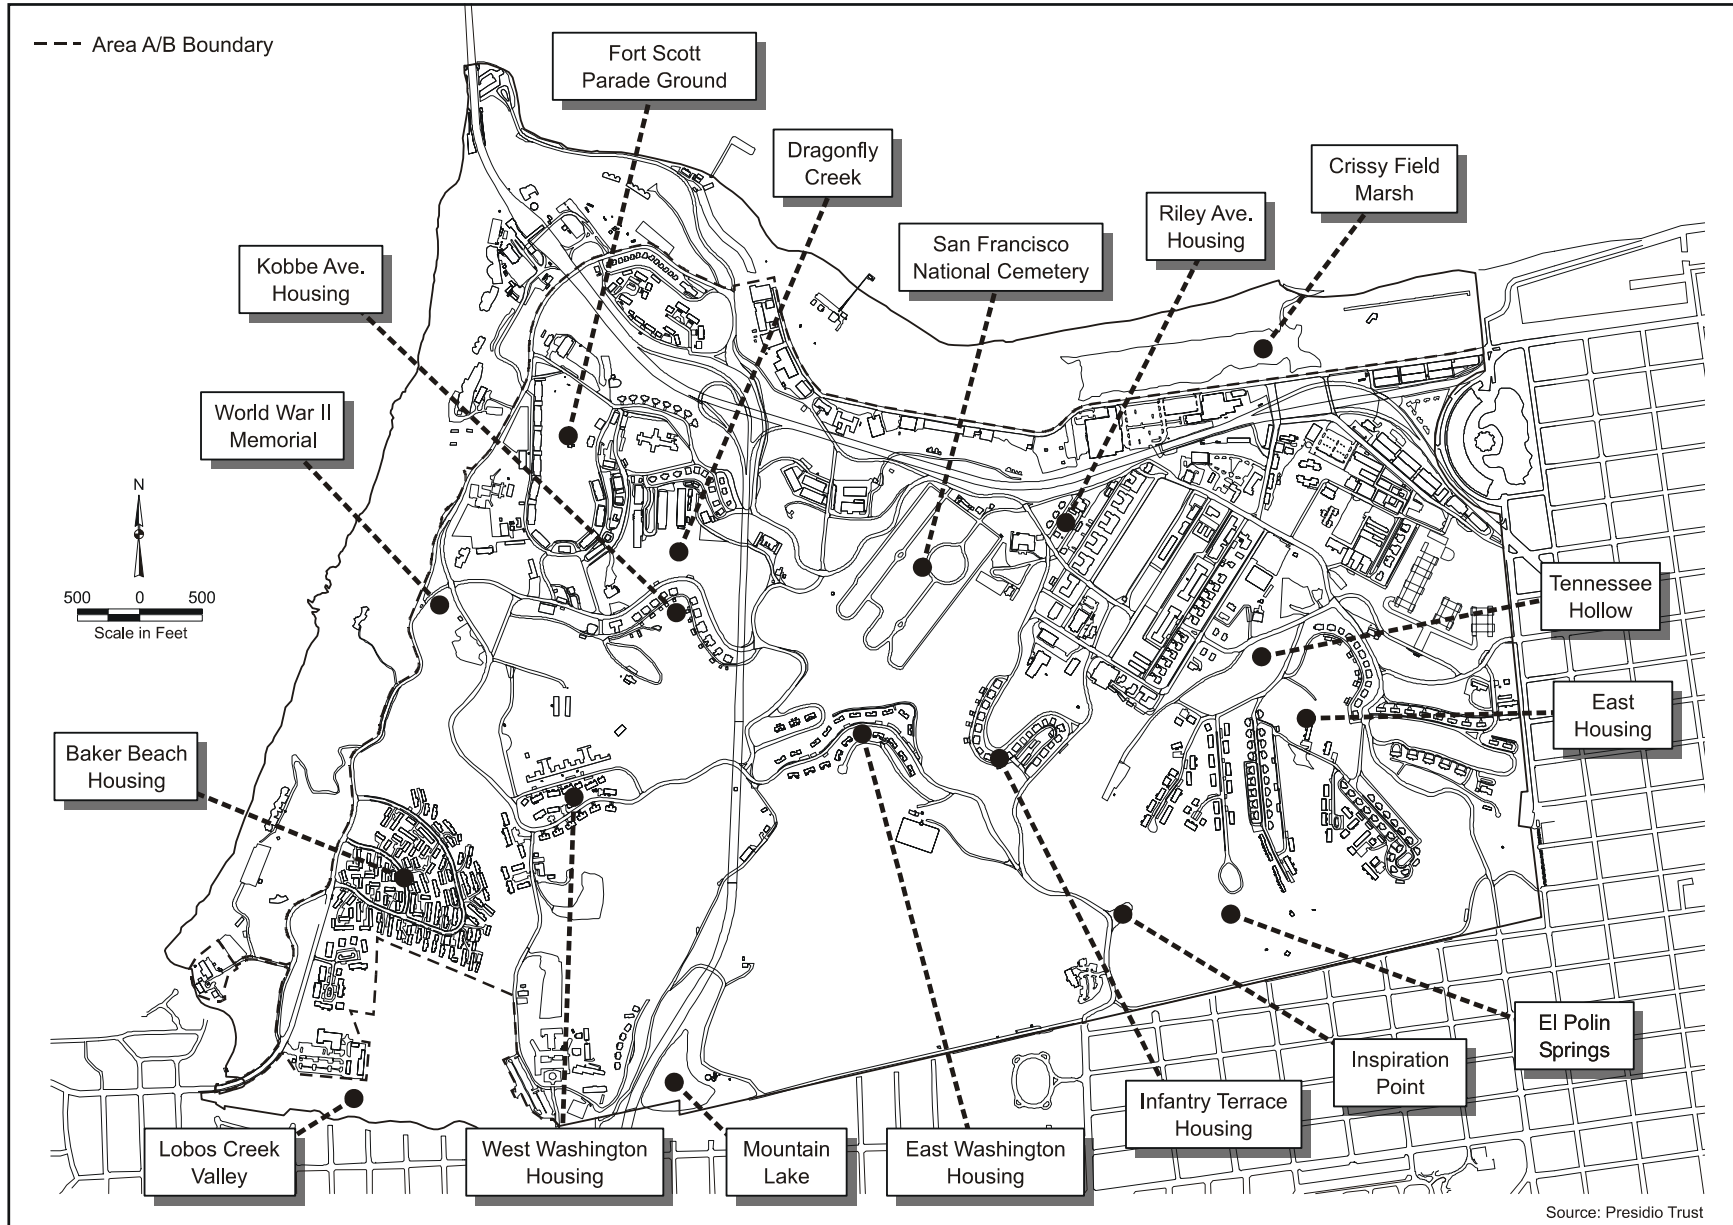 Area A/B Boundary
Fort Scott
Parade Ground
Dragonfly
Creek
Crissy Field
Marsh
Riley Ave.
Housing
San Francisco
National Cemetery
Kobbe Ave.
Housing
World War II
Memorial
N
500 0 500
Scale in Feet
Tennessee
Hollow
East
Housing
Baker Beach
Housing
El Polin
Springs
Inspiration
Point
Infantry Terrace
Housing
Lobos Creek
Valley
West Washington
Housing
Mountain
Lake
East Washington
Housing
Source: Presidio Trust